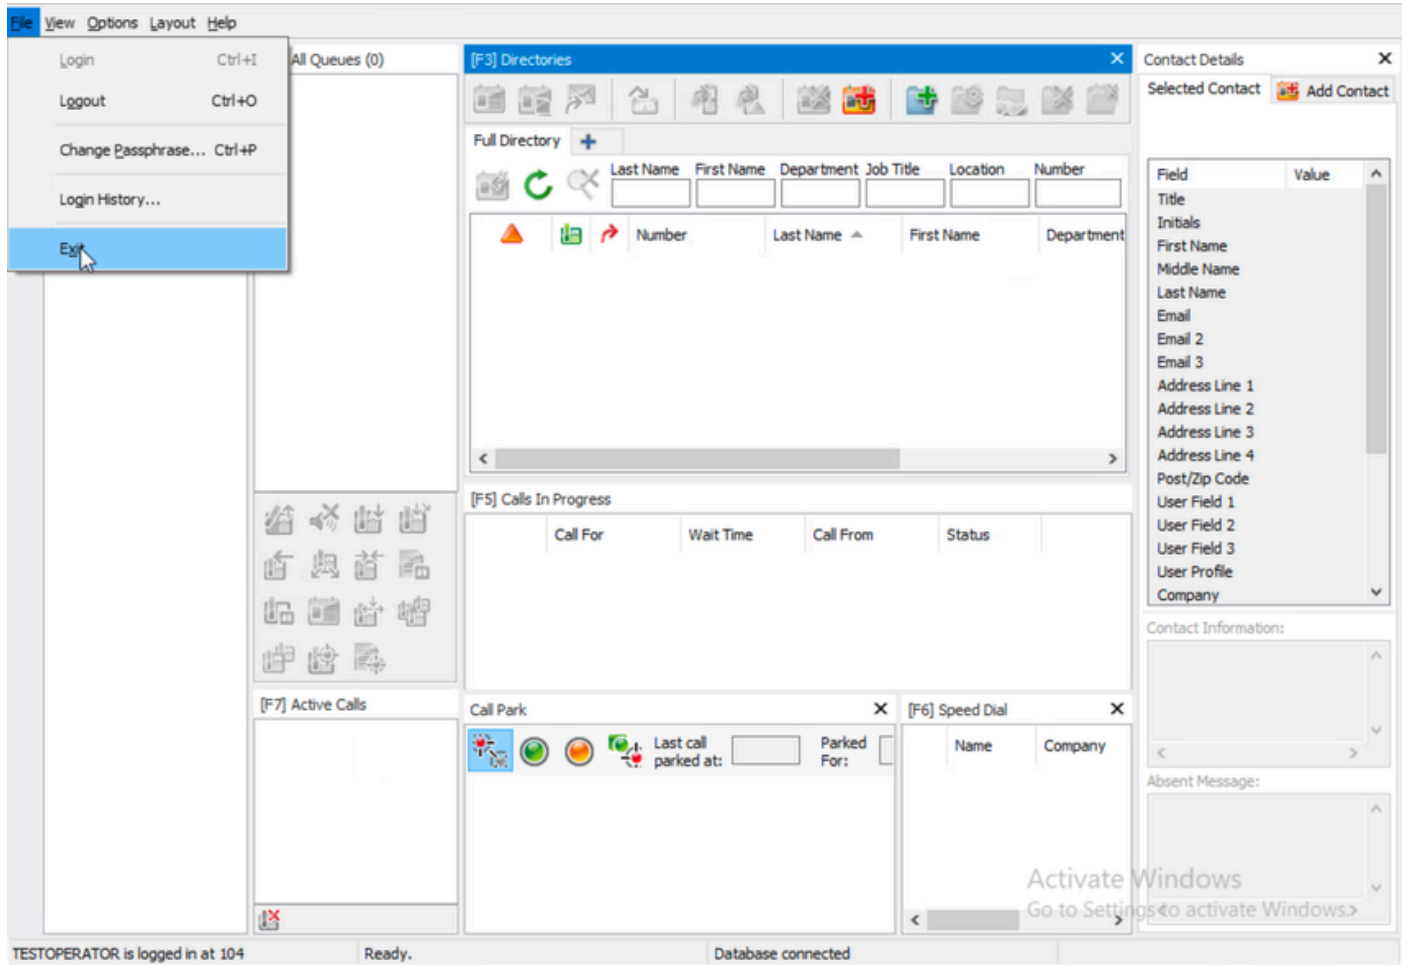 File View Options Layout Help
Login Ctrl+I
Logout Ctrl+O
Change Passphrase... Ctrl+P
Login History...
Exit
All Queues (0)
[F3] Directories
Full Directory
Last Name First Name Department Job Title Location Number
Number Last Name First Name Department
[F5] Calls In Progress
Call For Wait Time Call From Status
[F7] Active Calls
Call Park
Last call parked at:
Parked For:
[F6] Speed Dial
Name Company
Contact Details
Selected Contact Add Contact
Field Value
Title
Initials
First Name
Middle Name
Last Name
Email
Email 2
Email 3
Address Line 1
Address Line 2
Address Line 3
Address Line 4
Post/Zip Code
User Field 1
User Field 2
User Field 3
User Profile
Company
Contact Information:
Absent Message:
Activate Windows
Go to Settings to activate Windows.
TESTOPERATOR is logged in at 104 Ready. Database connected